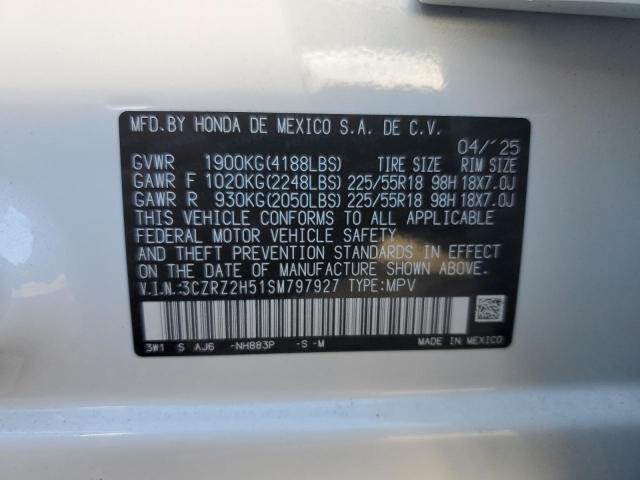 MFD.BY HONDA DE MEXICO S.A. DE C.V.
04/'25
GVWR 1900KG(4188LBS) TIRE SIZE RIM SIZE
GAWR F 1020KG(2248LBS) 225/55R18 98H 18X7.0J
GAWR R 930KG(2050LBS) 225/55R18 98H 18X7.0J
THIS VEHICLE CONFORMS TO ALL APPLICABLE
FEDERAL MOTOR VEHICLE SAFETY
AND THEFT PREVENTION STANDARDS IN EFFECT
ON THE DATE OF MANUFACTURE SHOWN ABOVE.
V.I.N.:3CZRZ2H51SM797927 TYPE:MPV
3W1 S AJ6 -NH883P -S -M MADE IN MEXICO